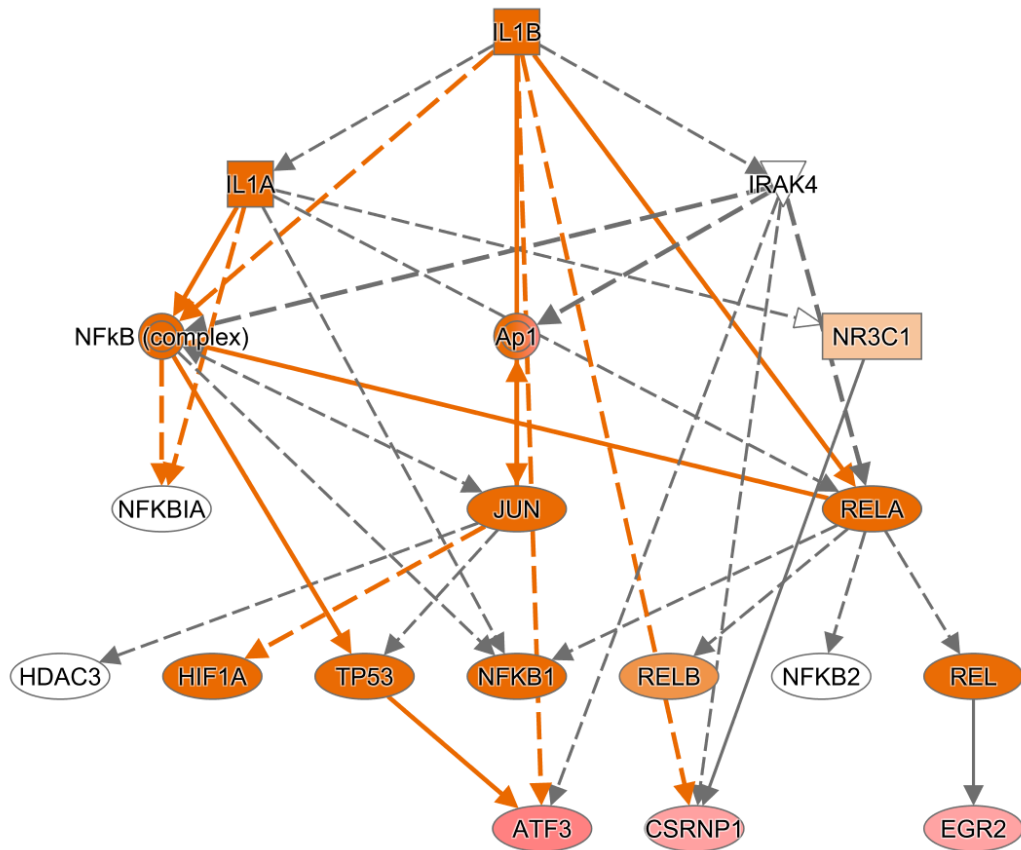 IL1B
IL1A
IRAK4
NFkB (complex)
Ap1
NR3C1
NFKBIA
JUN
RELA
HDAC3
HIF1A
TP53
NFKB1
RELB
NFKB2
REL
ATF3
CSRNP1
EGR2